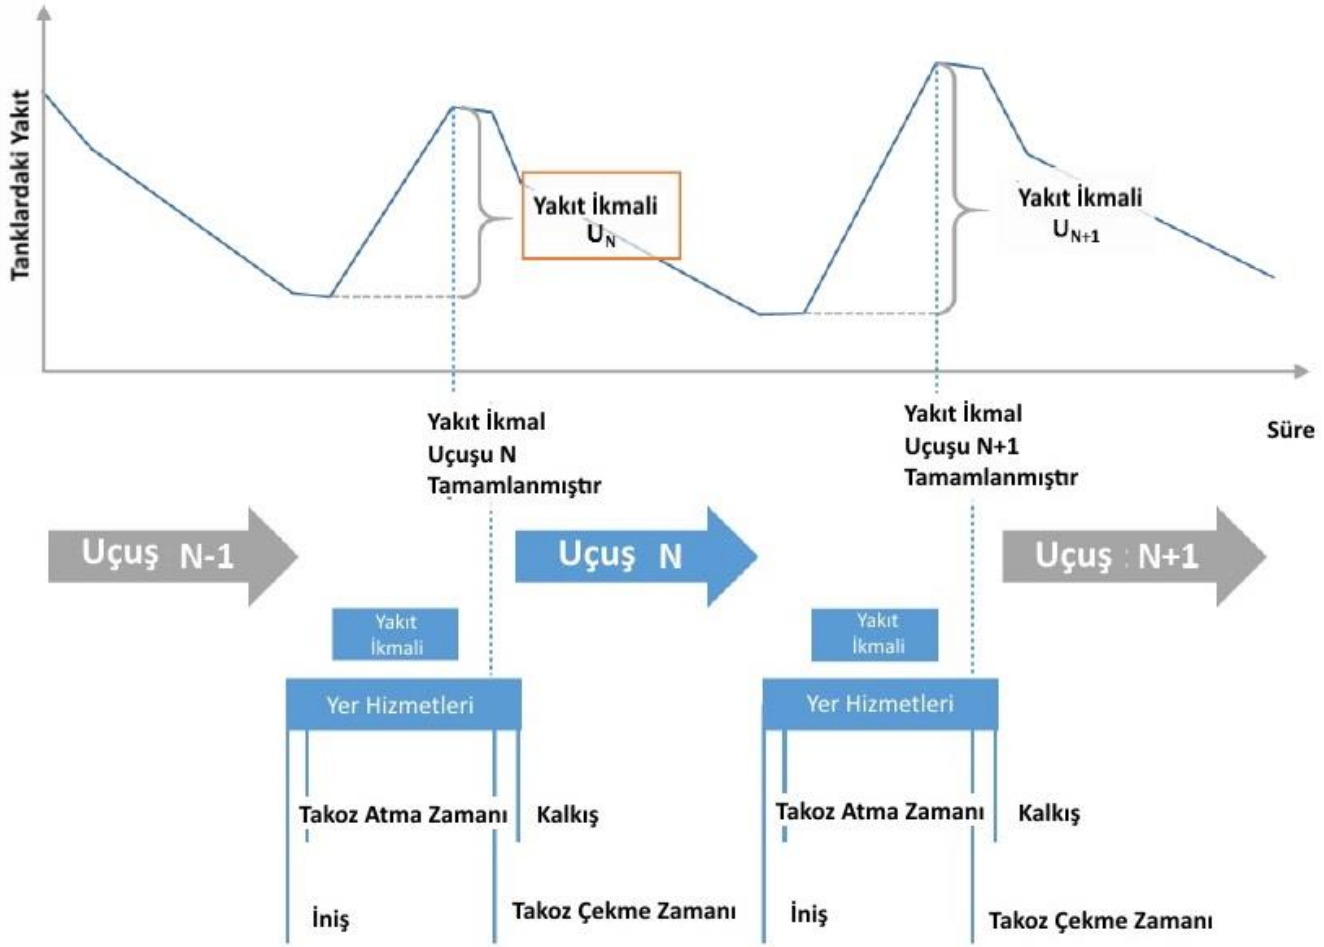 Tanklardaki Yakıt
Yakıt İkmali
U_N
Yakıt İkmali
U_N+1
Yakıt İkmal
Uçuşu N
Tamamlanmıştır
Yakıt İkmal
Uçuşu N+1
Tamamlanmıştır
Süre
Uçuş N-1
Uçuş N
Uçuş : N+1
Yakıt
İkmali
Yakıt
İkmali
Yer Hizmetleri
Yer Hizmetleri
Takoz Atma Zamanı
Kalkış
Takoz Atma Zamanı
Kalkış
İniş
Takoz Çekme Zamanı
İniş
Takoz Çekme Zamanı